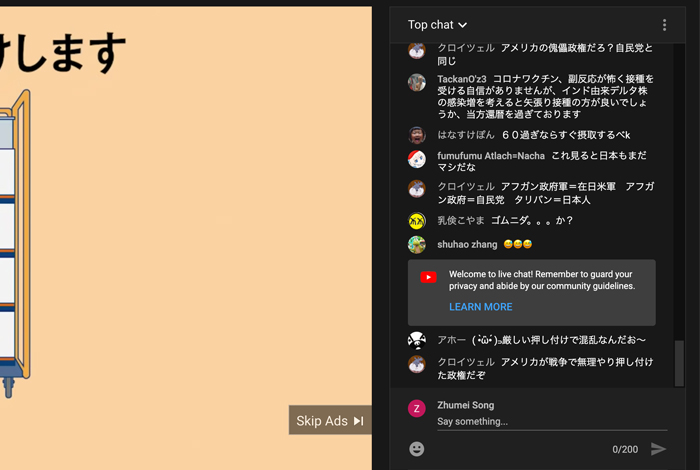 けします
Skip Ads
Top chat
クロイツェル アメリカの傀儡政権だろ？自民党と
同じ
TackanO'z3 コロナワクチン、副反応が怖く接種を
受ける自信がありませんが、インド由来デルタ株
の感染増を考えると矢張り接種の方が良いでしょ
うか、当方還暦を過ぎております
はなすけぽん ６０過ぎならすぐ摂取するべk
fumufumu Atlach=Nacha これ見ると日本もまだ
マシだな
クロイツェル アフガン政府軍＝在日米軍　アフガ
ン政府＝自民党　タリバン＝日本人
乳倹こやま ゴムニダ。。。か？
shuhao zhang 😅😅😅
Welcome to live chat! Remember to guard your
privacy and abide by our community guidelines.
LEARN MORE
アホー (  •̀ω•́ )っ厳しい押し付けで混乱なんだお〜
クロイツェル アメリカが戦争で無理やり押し付け
た政権だぞ
Z
Zhumei Song
Say something...
0/200